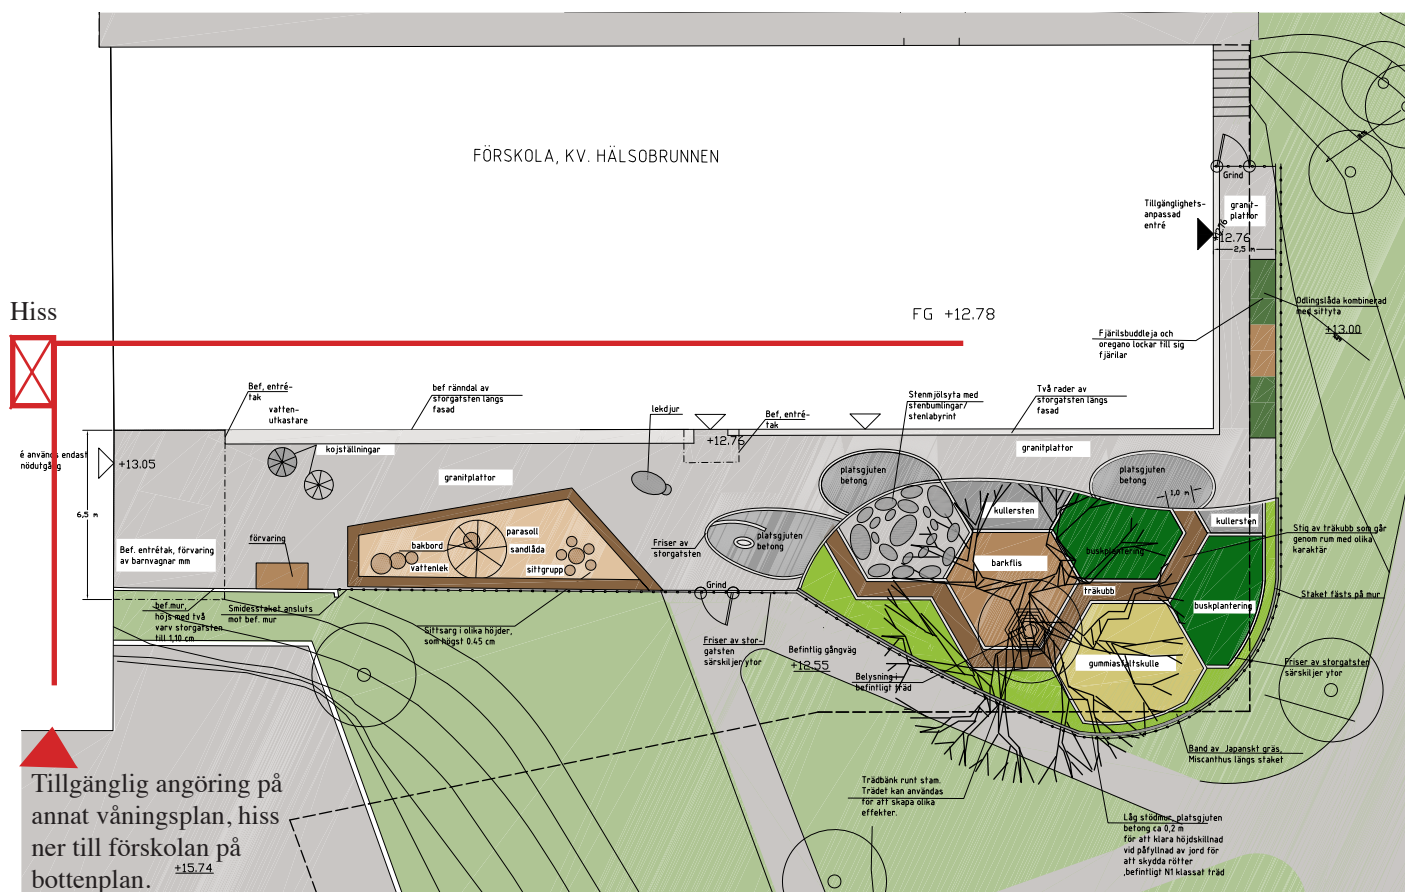 FÖRSKOLA, KV. HÄLSOBRUNNEN
Grind
Tillgänglighets-
anpassad
entré
granit-
plattor
+12.76
2,5 m
Hiss
FG +12.78
Odlingslåda kombinerad
med sittyta
+13.00
Fjärilsbuddleja och
oregano lockar till sig
fjärilar
Bef, entré-
tak
vatten-
utkastare
bef ränndal av
storgatsten längs
fasad
lekdjur
Bef, entré-
tak
+12.76
Stenmjölsyta med
stenbumlingar/
stenlabyrint
Två rader av
storgatsten längs
fasad
é används endast
nödutgång
+13.05
kojställningar
granitplattor
granitplattor
platsgjuten
betong
platsgjuten
betong
1,0 m
6,5 m
kullersten
kullersten
parasoll
bakbord
sandlåda
vattenlek
sittgrupp
Friser av
storgatsten
platsgjuten
betong
Stig av träkubb som går
genom rum med olika
karaktär
Bef. entrétak, förvaring
av barnvagnar mm
förvaring
barkflis
buskplantering
träkubb
Grind
Staket fästs på mur
buskplantering
bef.mur,
höjs med två
varv storgatsten
till 1,10 cm
Smidesstaket ansluts
mot bef. mur
Sittsarg i olika höjder,
som högst 0.45 cm
Friser av stor-
gatsten
särskiljer ytor
Befintlig gångväg
+12.55
Belysning i
befintligt träd
gummiasfaltskulle
Friser av storgatsten
särskiljer ytor
Band av Japanskt gräs,
Miscanthus längs staket
Tillgänglig angöring på
annat våningsplan, hiss
ner till förskolan på
bottenplan.
+15.74
Trädbänk runt stam.
Trädet kan användas
för att skapa olika
effekter.
Låg stödmur, platsgjuten
betong ca 0,2 m
för att klara höjdskillnad
vid påfyllnad av jord för
att skydda rötter
,befintligt N1 klassat träd